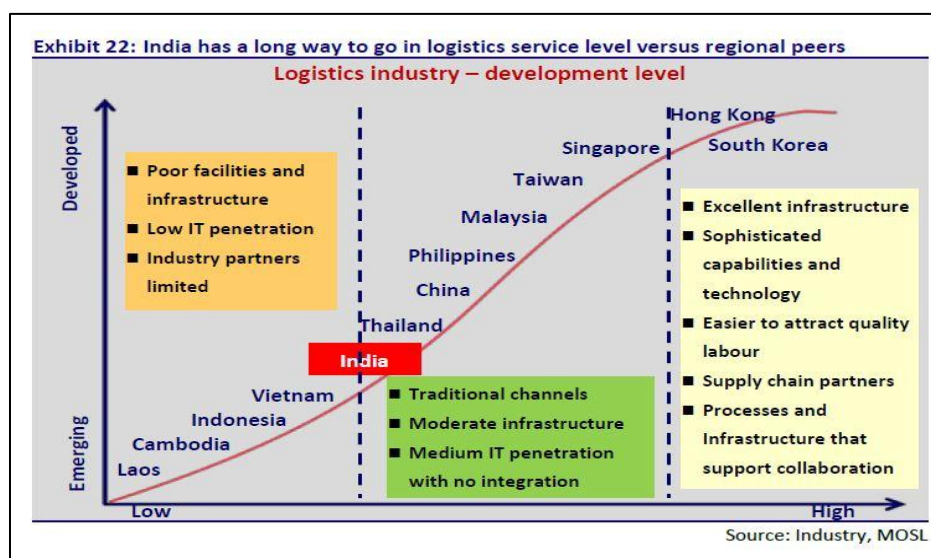 Exhibit 22: India has a long way to go in logistics service level versus regional peers
Logistics industry – development level
Developed
Emerging
■ Poor facilities and
infrastructure
■ Low IT penetration
■ Industry partners
limited
Hong Kong
South Korea
Singapore
Taiwan
Malaysia
Philippines
China
Thailand
India
Vietnam
Indonesia
Cambodia
Laos
■ Traditional channels
■ Moderate infrastructure
■ Medium IT penetration
with no integration
■ Excellent infrastructure
■ Sophisticated
capabilities and
technology
■ Easier to attract quality
labour
■ Supply chain partners
■ Processes and
Infrastructure that
support collaboration
Low
High
Source: Industry, MOSL